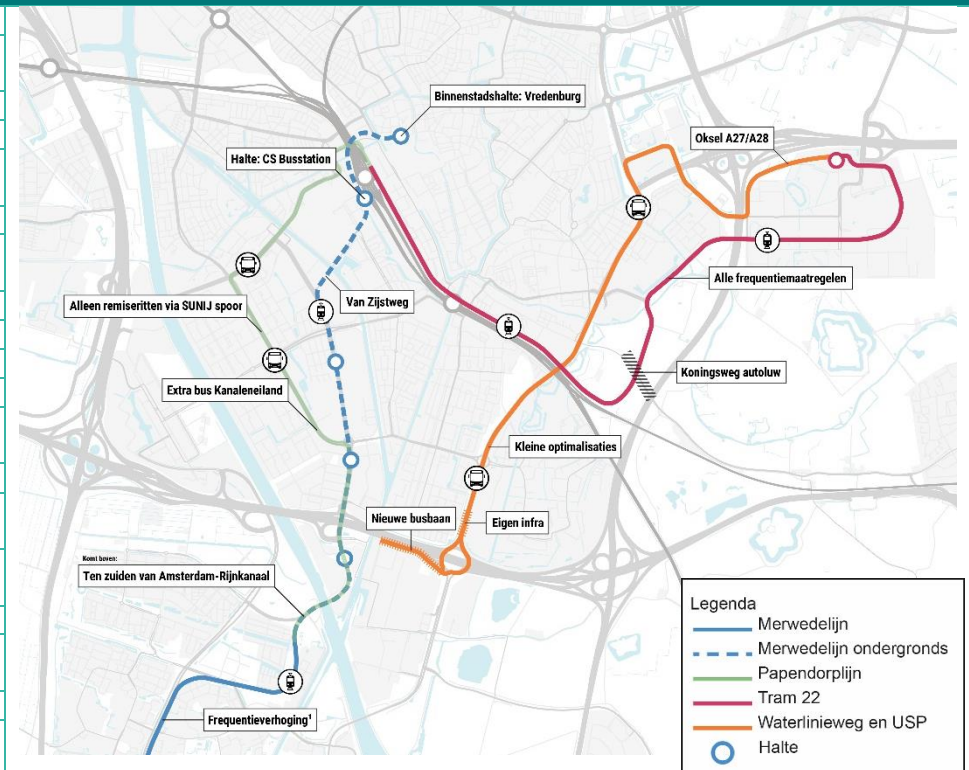 Binnenstadshalte: Vredenburg
Oksel A27/A28
Halte: CS Busstation
Alle frequentiemaatregelen
Van Zijstweg
Alleen remiseritten via SUNIJ spoor
Koningsweg autoluw
Extra bus Kanaleneiland
Kleine optimalisaties
Nieuwe busbaan
Eigen infra
Komt boven:
Ten zuiden van Amsterdam-Rijnkanaal
Frequentieverhoging¹
Legenda
Merwedelijn
Merwedelijn ondergronds
Papendorplijn
Tram 22
Waterlinieweg en USP
Halte